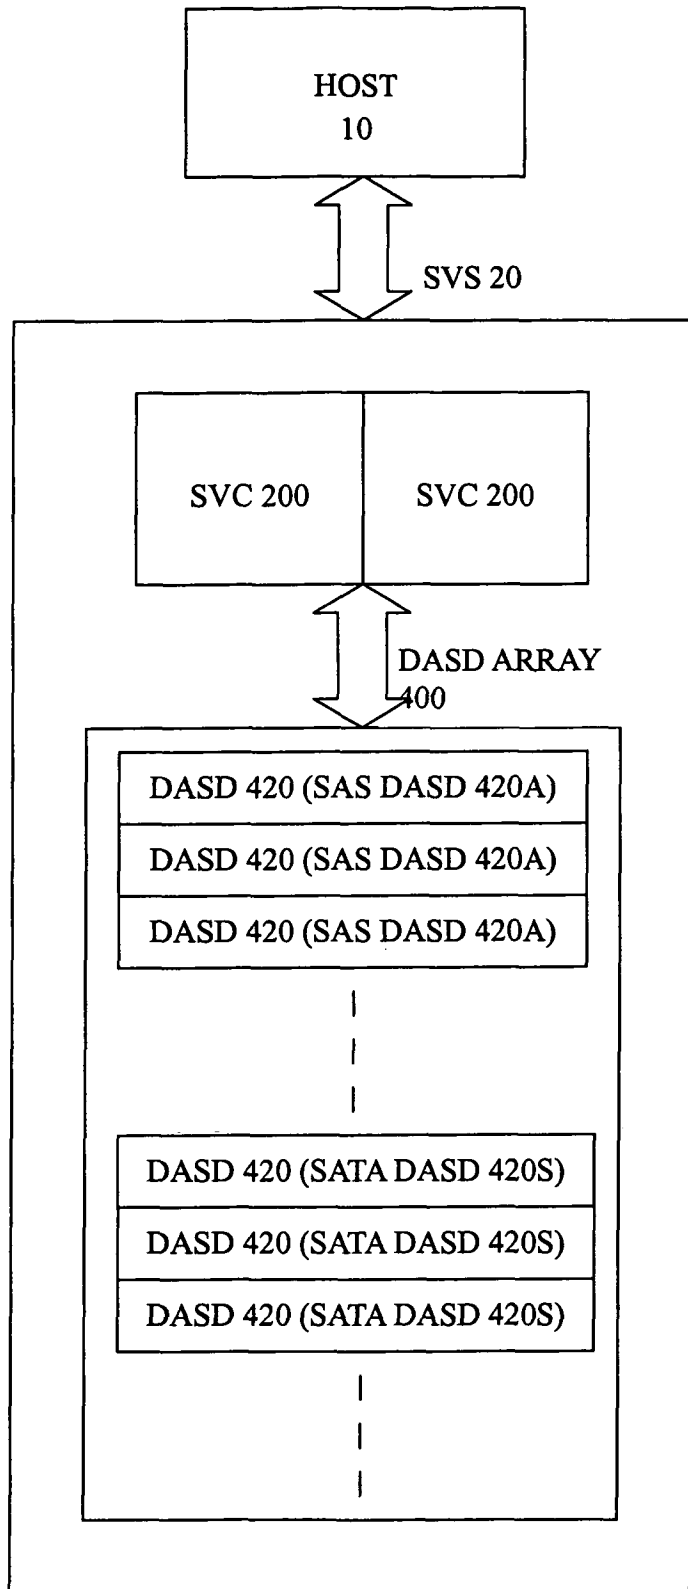 HOST
10
SVS 20
SVC 200
SVC 200
DASD ARRAY
400
DASD 420 (SAS DASD 420A)
DASD 420 (SAS DASD 420A)
DASD 420 (SAS DASD 420A)
DASD 420 (SATA DASD 420S)
DASD 420 (SATA DASD 420S)
DASD 420 (SATA DASD 420S)